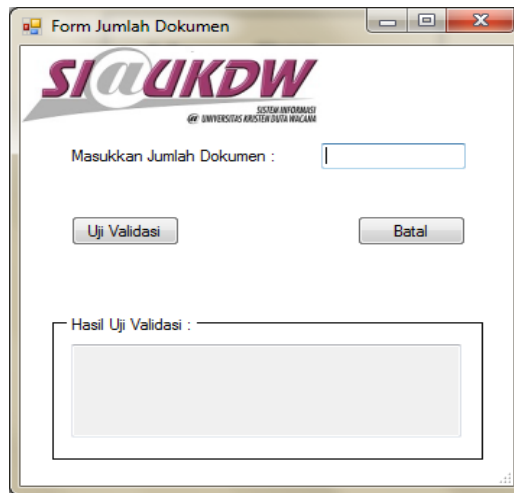 Form Jumlah Dokumen
SI@UKDW
SISTEM INFORMASI
@ UNIVERSITAS KRISTEN DUTA WACANA
Masukkan Jumlah Dokumen :
Uji Validasi
Batal
Hasil Uji Validasi :